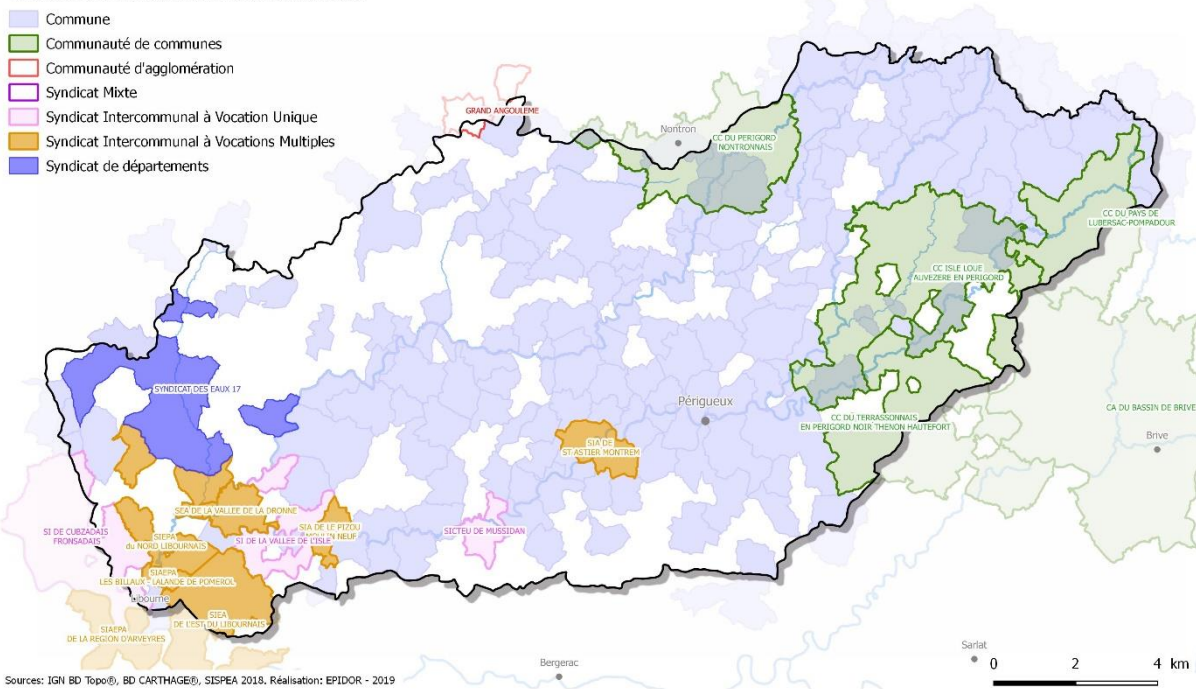 Commune
Communauté de communes
Communauté d'agglomération
Syndicat Mixte
Syndicat Intercommunal à Vocation Unique
Syndicat Intercommunal à Vocations Multiples
Syndicat de départements
GRAND ANGOULEME
Nontron
CC DU PERIGORD
NONTRONNAIS
CC DU PAYS DE
LUBERSAC-POMPADOUR
CC ISLE LOUE
AUVEZERE EN PERIGORD
SYNDICAT DES EAUX 17
Périgueux
CC DU TERRASSONNAIS
EN PERIGORD NOIR THENON HAUTEFORT
CA DU BASSIN DE BRIVE
Brive
SIA DE
ST-ASTIER MONTREM
SEA DE LA VALLEE DE LA DRONNE
SI DE CUBZADAIS
FRONSADAIS
SIEPA
du NORD LIBOURNAIS
SI DE LA VALLEE DE L'ISLE
SIA DE LE PIZOU
MOULIN NEUF
SICTEU DE MUSSIDAN
SIAEPA
LES BILLAUX - LALANDE DE POMEROL
Libourne
SIEA
DE L'EST DU LIBOURNAIS
SIAEPA
DE LA REGION D'ARVEYRES
Bergerac
Sarlat
0 2 4 km
Sources: IGN BD Topo®, BD CARTHAGE®, SISPEA 2018. Réalisation: EPIDOR - 2019